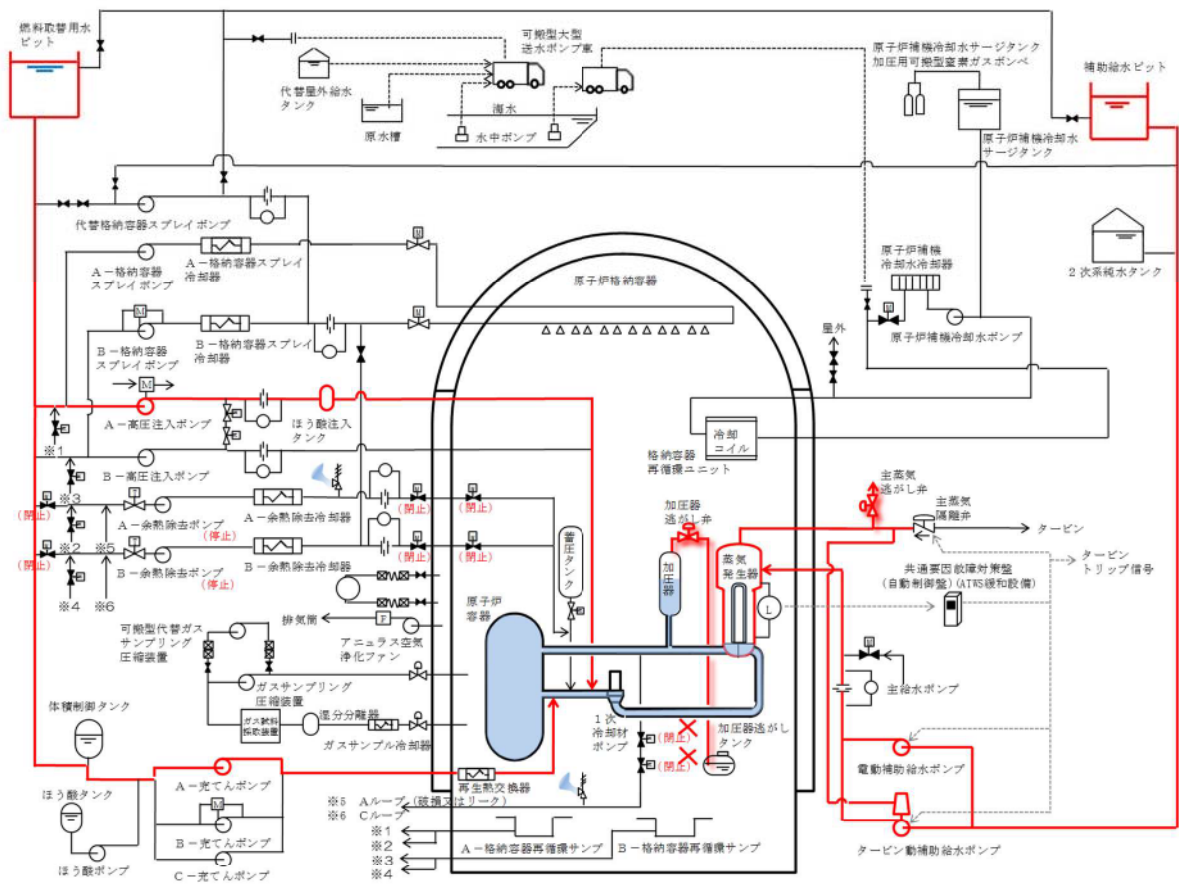 燃料取替用水
ピット
代替屋外給水
タンク
原水槽
可搬型大型
送水ポンプ車
海水
水中ポンプ
原子炉補機冷却水サージタンク
加圧用可搬型窒素ガスボンベ
原子炉補機冷却水
サージタンク
補助給水ピット
2次系純水タンク
代替格納容器スプレイポンプ
A-格納容器
スプレイポンプ
A-格納容器スプレイ
冷却器
M
原子炉格納容器
原子炉補機
冷却水冷却器
M
原子炉補機冷却水ポンプ
屋外
M
B-格納容器
スプレイポンプ
B-格納容器スプレイ
冷却器
M
M
A-高圧注入ポンプ
ほう酸注入
タンク
※1
B-高圧注入ポンプ
冷却
コイル
格納容器
再循環ユニット
※3
(閉止)
A-余熱除去ポンプ
(停止)
A-余熱除去冷却器
(閉止)
(閉止)
※2
※5
(閉止)
B-余熱除去ポンプ
(停止)
B-余熱除去冷却器
(閉止)
(閉止)
※4
※6
蓄圧タンク
加圧器
逃がし弁
加圧器
蒸気
発生器
L
主蒸気
逃がし弁
主蒸気
隔離弁
タービン
タービン
トリップ信号
共通要因故障対策盤
(自動制御盤)(ATWS緩和設備)
原子炉
容器
排気筒
F
アニュラス空気
浄化ファン
可搬型代替ガス
サンプリング
圧縮装置
ガスサンプリング
圧縮装置
ガス試料
採取装置
湿分分離器
ガスサンプル冷却器
M
主給水ポンプ
1次
冷却材
ポンプ
(閉止)
(閉止)
加圧器逃がし
タンク
電動補助給水ポンプ
タービン動補助給水ポンプ
体積制御タンク
ほう酸タンク
ほう酸ポンプ
A-充てんポンプ
M
B-充てんポンプ
C-充てんポンプ
再生熱交換器
※5 Aループ(破損又はリーク)
※6 Cループ
※1
※2
※3
※4
A-格納容器再循環サンプ
B-格納容器再循環サンプ